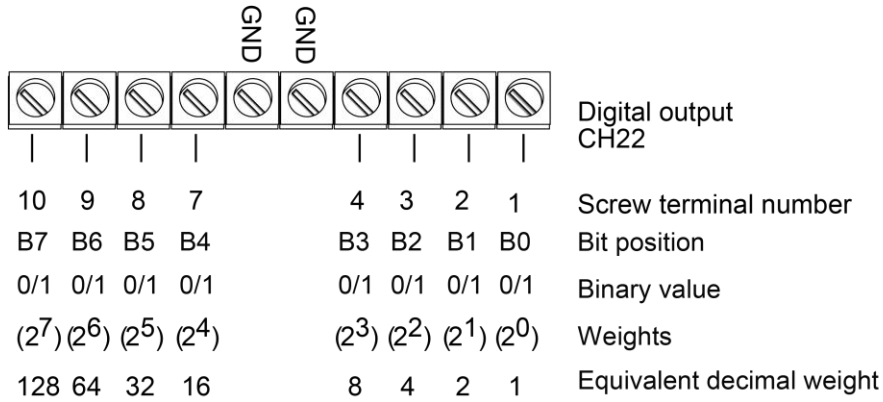 GND GND
Digital output
CH22
10 9 8 7 4 3 2 1 Screw terminal number
B7 B6 B5 B4 B3 B2 B1 B0 Bit position
0/1 0/1 0/1 0/1 0/1 0/1 0/1 0/1 Binary value
(2⁷) (2⁶) (2⁵) (2⁴) (2³) (2²) (2¹) (2⁰) Weights
128 64 32 16 8 4 2 1 Equivalent decimal weight